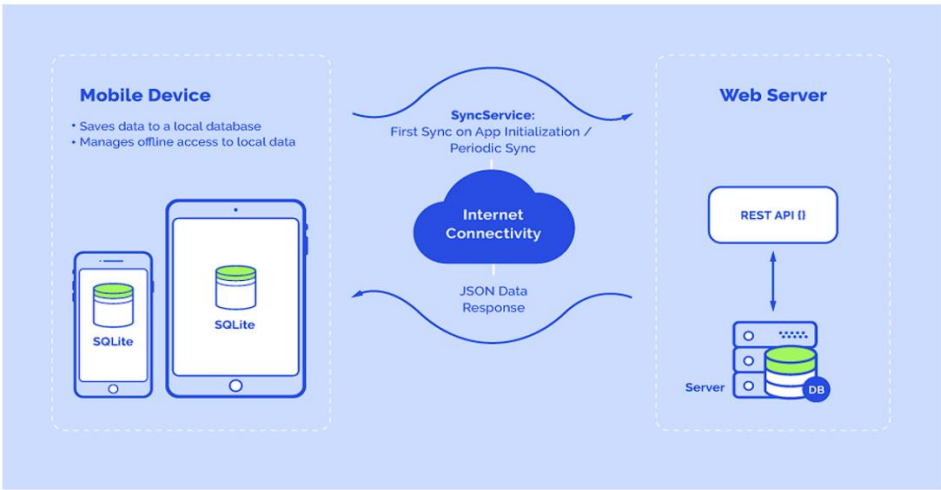 Mobile Device
• Saves data to a local database
• Manages offline access to local data
SQLite
SQLite
SyncService:
First Sync on App Initialization /
Periodic Sync
Internet
Connectivity
JSON Data
Response
Web Server
REST API {}
Server
DB